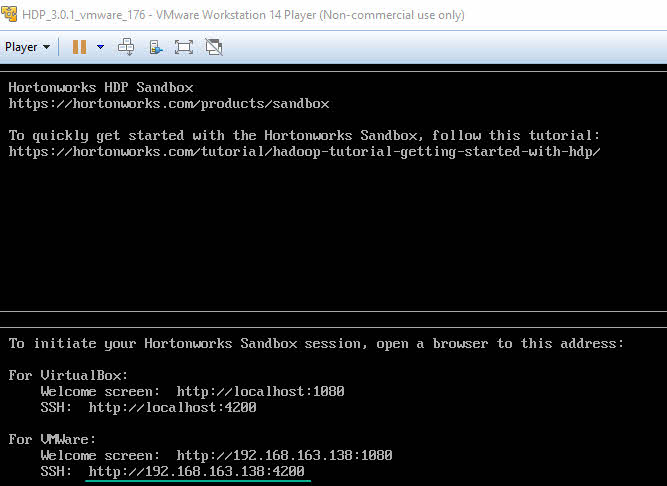 HDP_3.0.1_vmware_176 - VMware Workstation 14 Player (Non-commercial use only)
Player
Hortonworks HDP Sandbox
https://hortonworks.com/products/sandbox
To quickly get started with the Hortonworks Sandbox, follow this tutorial:
https://hortonworks.com/tutorial/hadoop-tutorial-getting-started-with-hdp/
To initiate your Hortonworks Sandbox session, open a browser to this address:
For VirtualBox:
Welcome screen: http://localhost:1080
SSH: http://localhost:4200
For VMWare:
Welcome screen: http://192.168.163.138:1080
SSH: http://192.168.163.138:4200